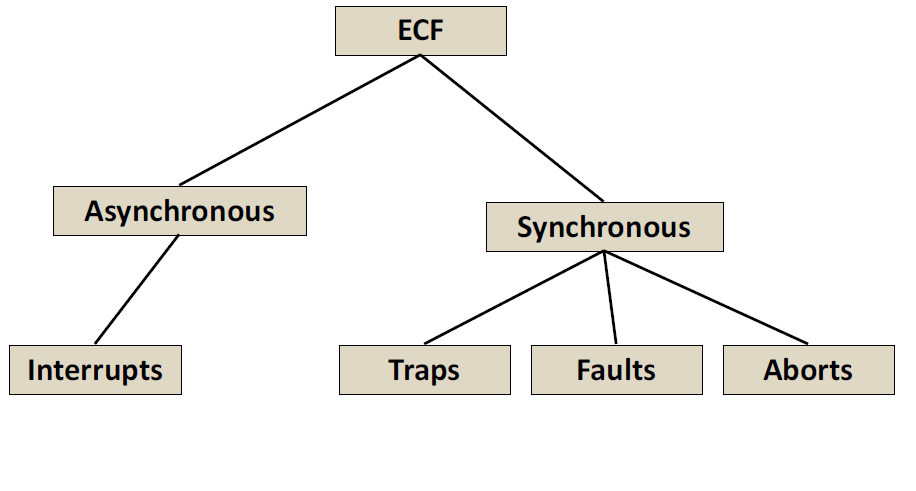 ECF
Asynchronous
Synchronous
Interrupts
Traps
Faults
Aborts